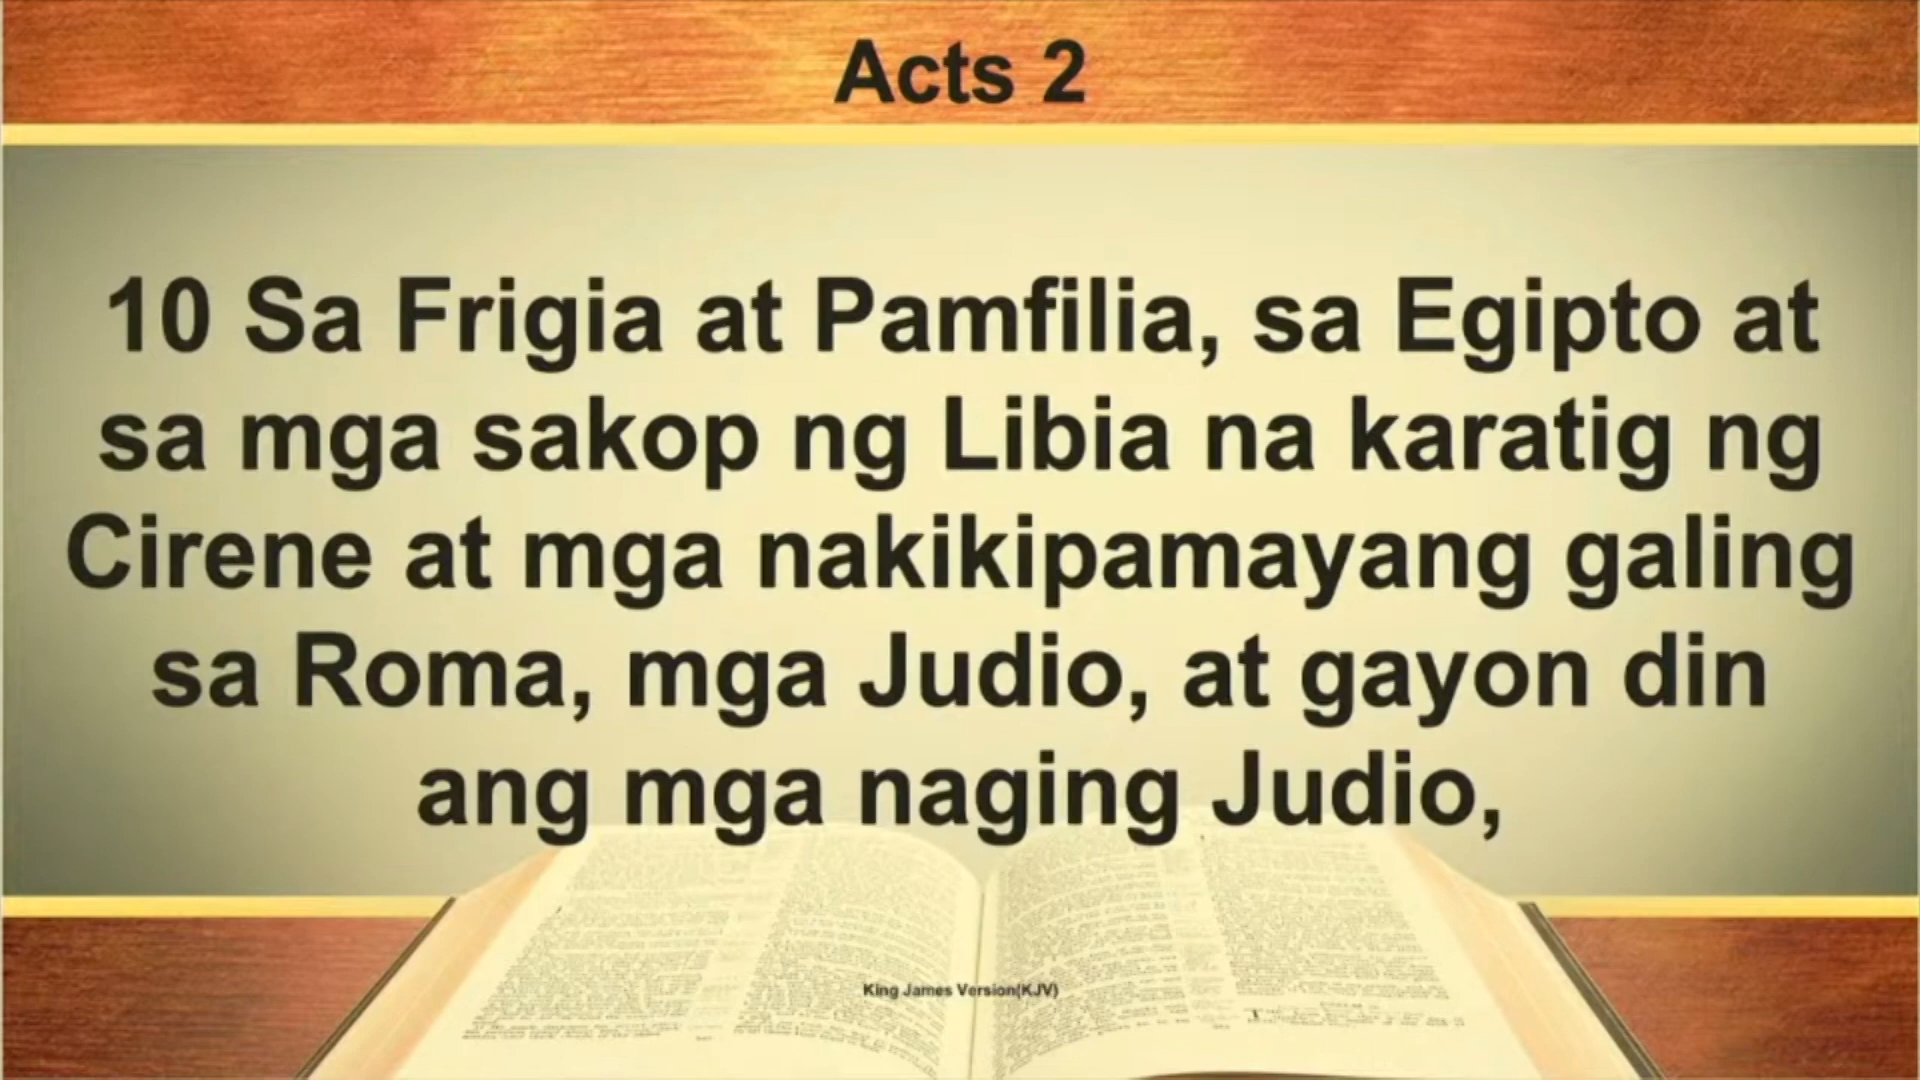 Acts 2
10 Sa Frigia at Pamfilia, sa Egipto at
sa mga sakop ng Libia na karatig ng
Cirene at mga nakikipamayang galing
sa Roma, mga Judio, at gayon din
ang mga naging Judio,
King James Version(KJV)